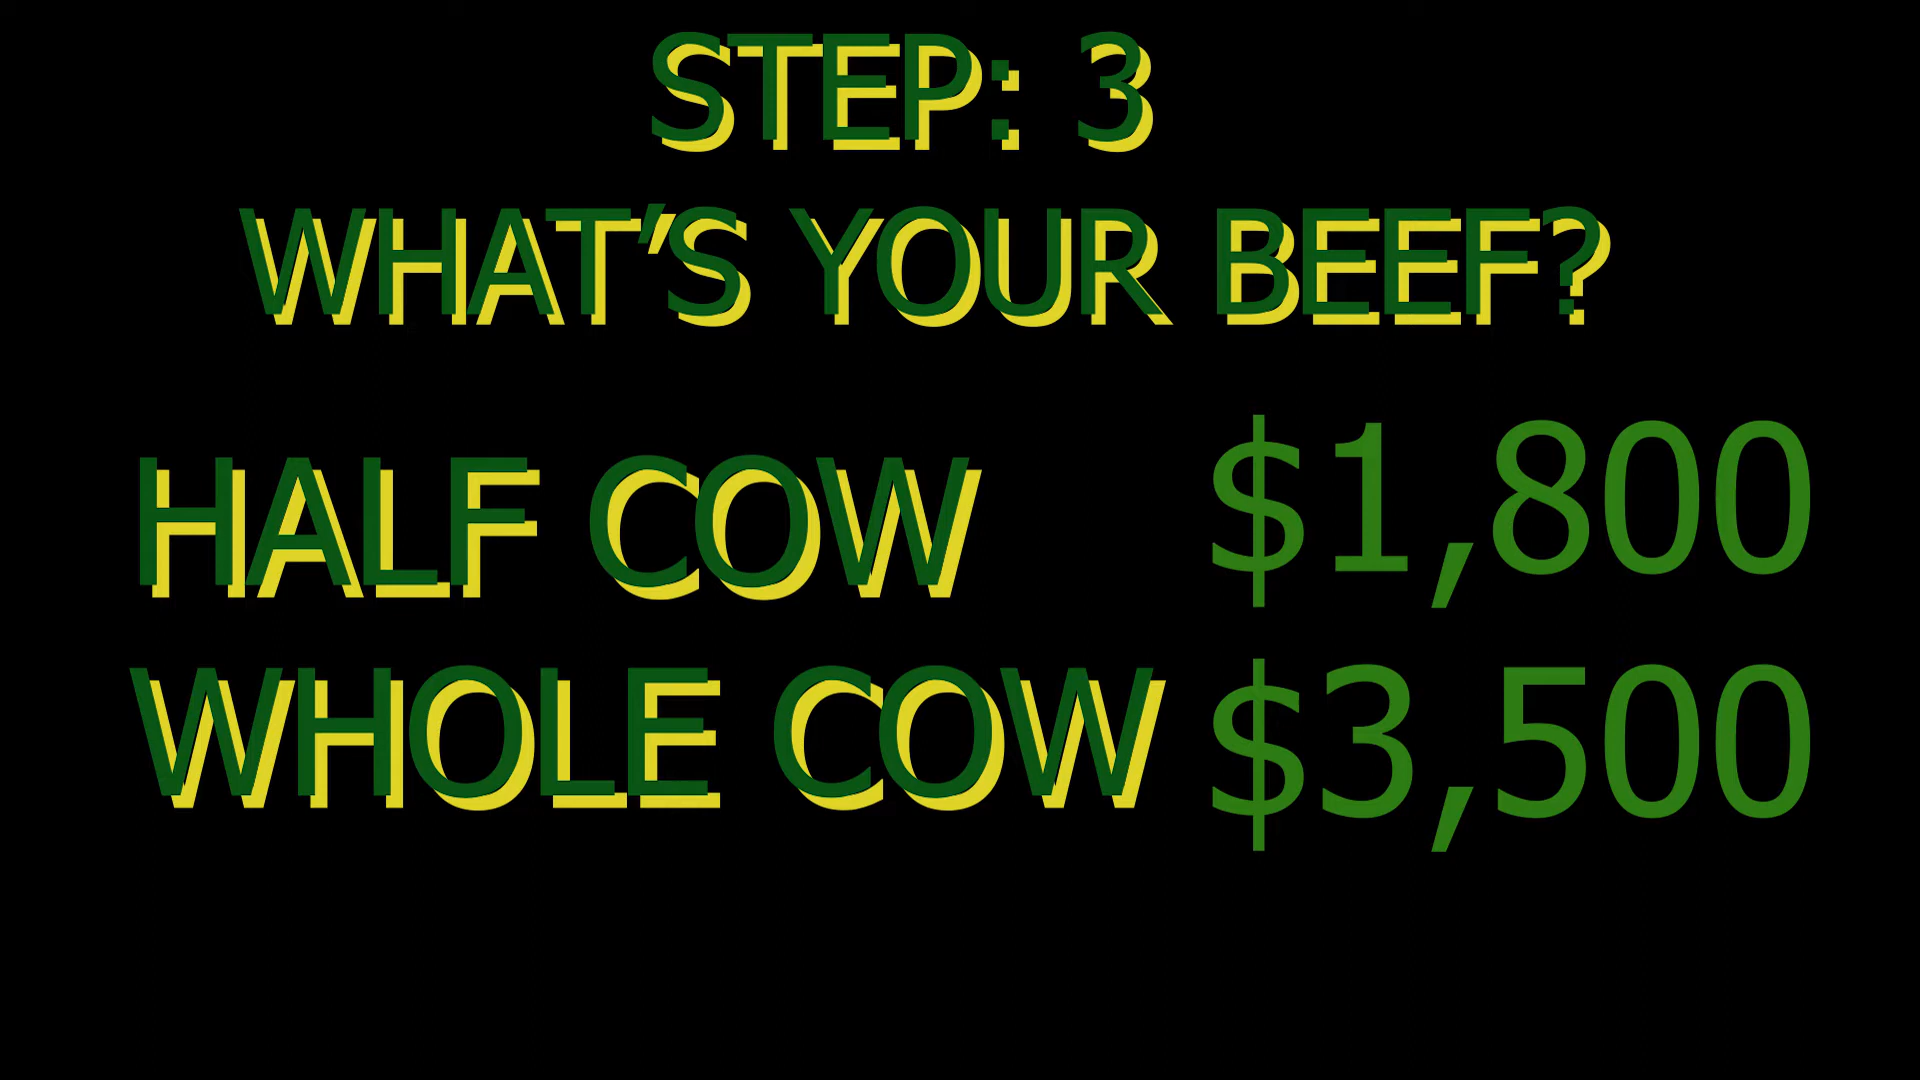 STEP: 3
WHAT'S YOUR BEEF?
HALF COW $1,800
WHOLE COW $3,500